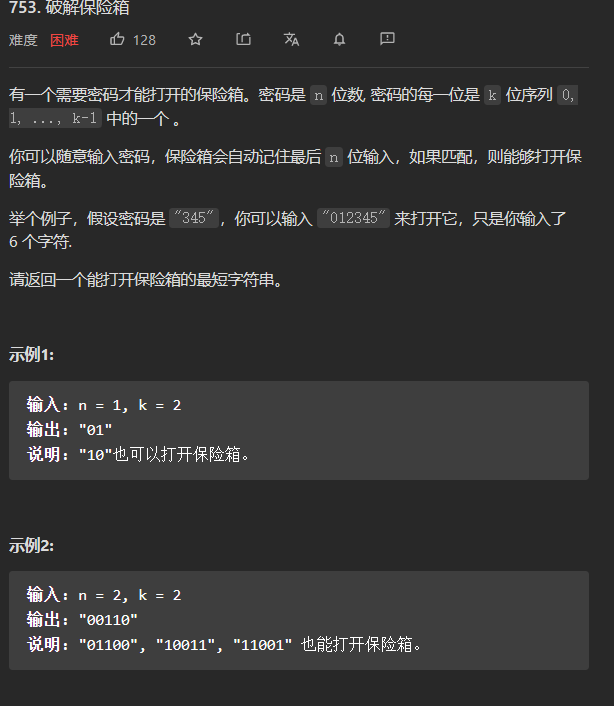 753. 破解保险箱
难度 困难 128
有一个需要密码才能打开的保险箱。密码是 n 位数, 密码的每一位是 k 位序列 0,
1, ..., k-1 中的一个 。
你可以随意输入密码，保险箱会自动记住最后 n 位输入，如果匹配，则能够打开保
险箱。
举个例子，假设密码是 "345"，你可以输入 "012345" 来打开它，只是你输入了
6 个字符.
请返回一个能打开保险箱的最短字符串。
示例1:
输入: n = 1, k = 2
输出: "01"
说明: "10"也可以打开保险箱。
示例2:
输入: n = 2, k = 2
输出: "00110"
说明: "01100", "10011", "11001" 也能打开保险箱。